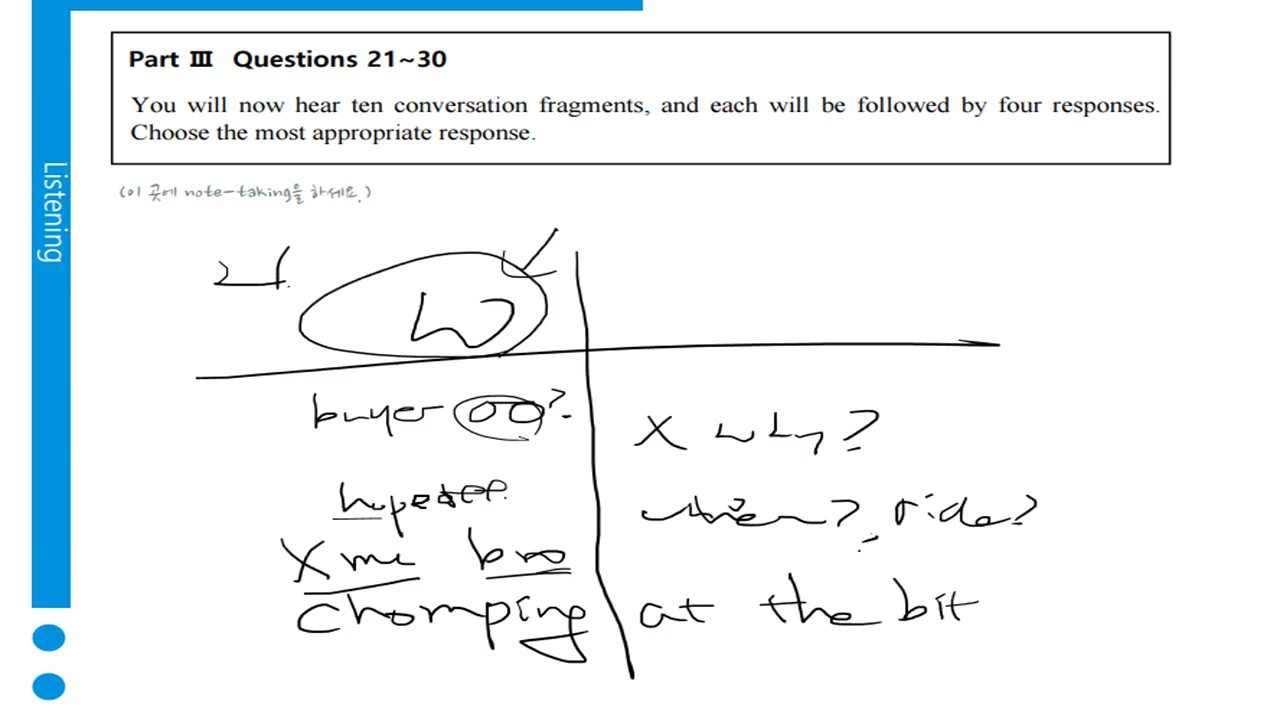 Listening
Part Ⅲ Questions 21~30
You will now hear ten conversation fragments, and each will be followed by four responses.
Choose the most appropriate response.
(이 곳에 note-taking을 하세요.)
21.
W
buyer OO?
X why?
when? ride?
X me bro
chomping at the bit